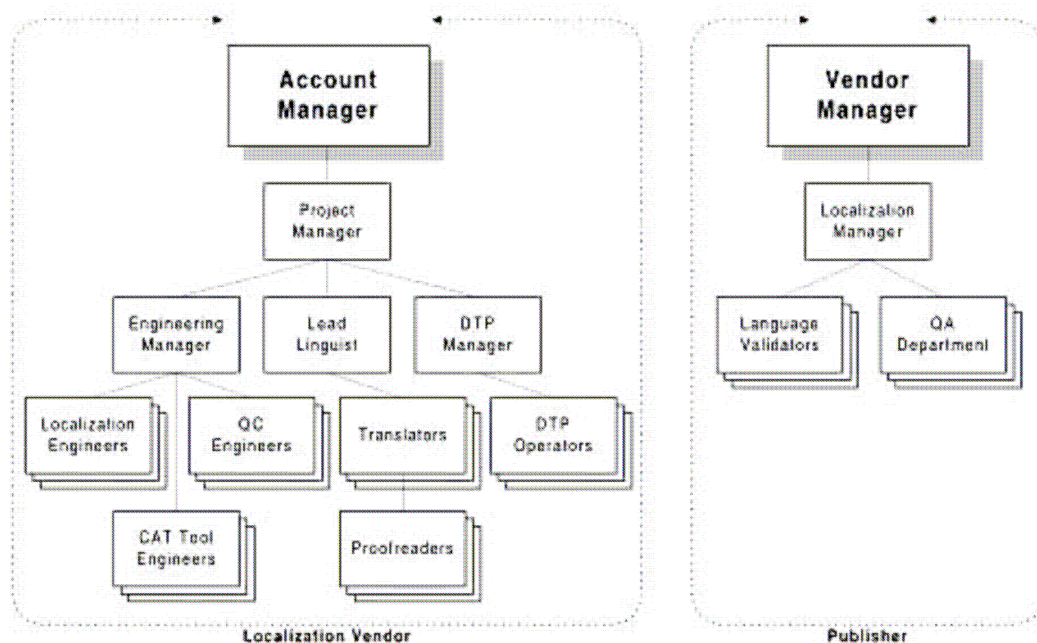 Account
Manager
Vendor
Manager
Project
Manager
Localization
Manager
Engineering
Manager
Lead
Linguist
DTP
Manager
Language
Validators
QA
Department
Localization
Engineers
QC
Engineers
Translators
DTP
Operators
CAT Tool
Engineers
Proofreaders
Localization Vendor
Publisher